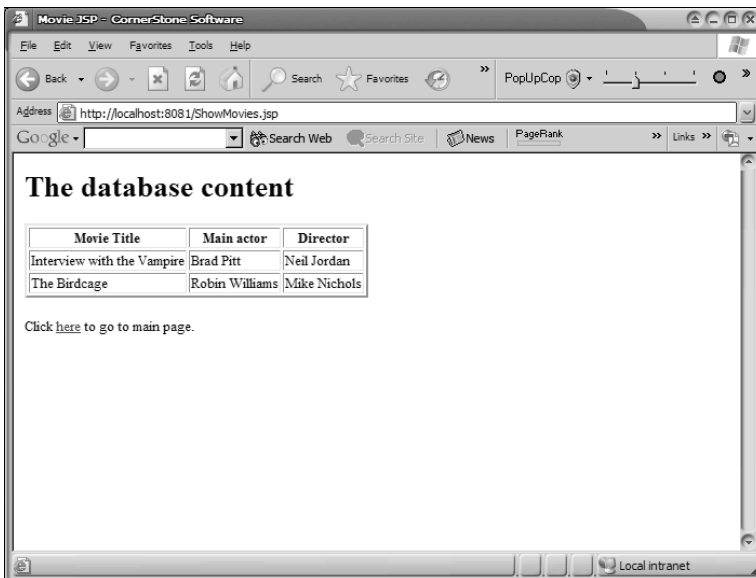 Movie JSP - CornerStone Software
File Edit View Favorites Tools Help
Back Search Favorites » PopUpCop »
Address http://localhost:8081/ShowMovies.jsp
Google Search Web Search Site News PageRank » Links »
The database content
Movie Title Main actor Director
Interview with the Vampire Brad Pitt Neil Jordan
The Birdcage Robin Williams Mike Nichols
Click here to go to main page.
Local intranet